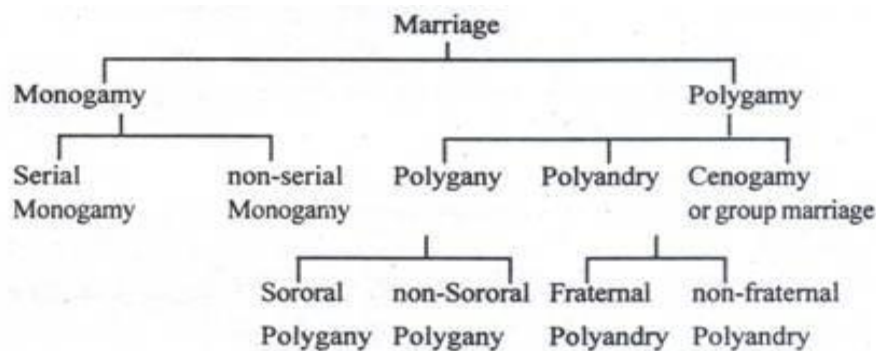 Marriage
Monogamy Polygamy
Serial non-serial Polygany Polyandry Cenogamy
Monogamy Monogamy or group marriage
Sororal non-Sororal Fraternal non-fraternal
Polygany Polygany Polyandry Polyandry